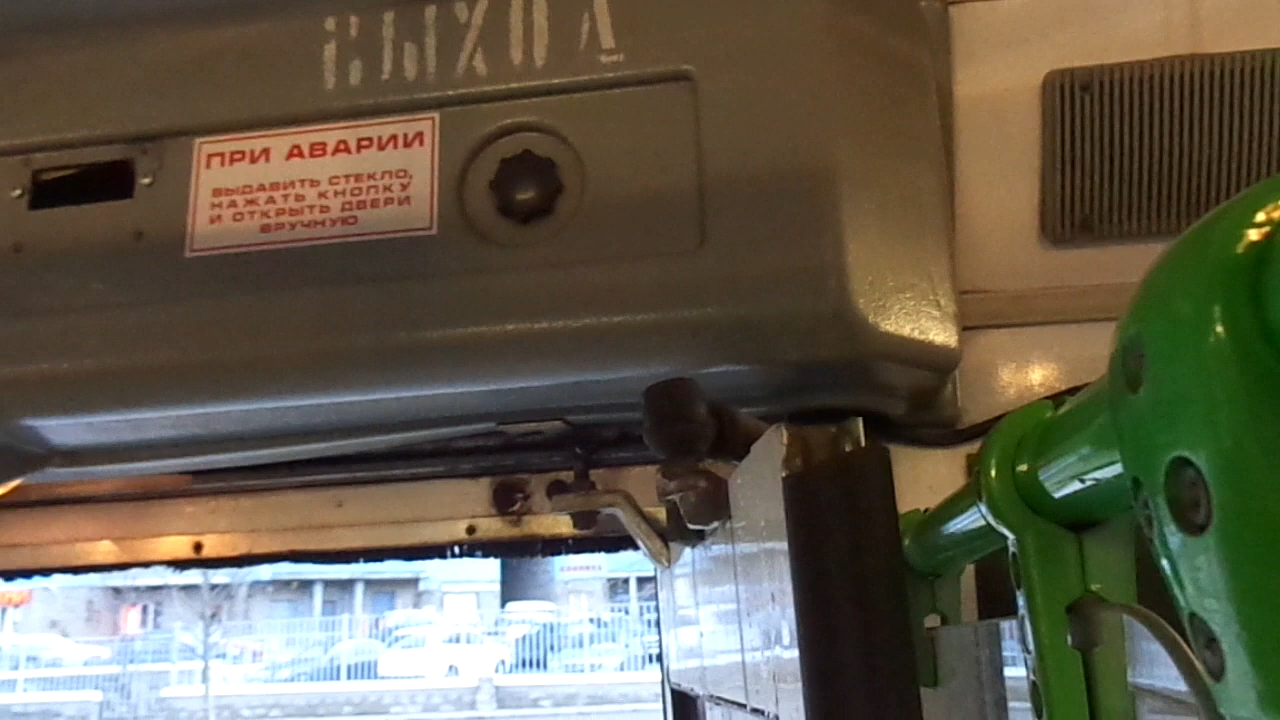 ВЫХОД
ПРИ АВАРИИ
ВЫДАВИТЬ СТЕКЛО,
НАЖАТЬ КНОПКУ
И ОТКРЫТЬ ДВЕРИ
ВРУЧНУЮ